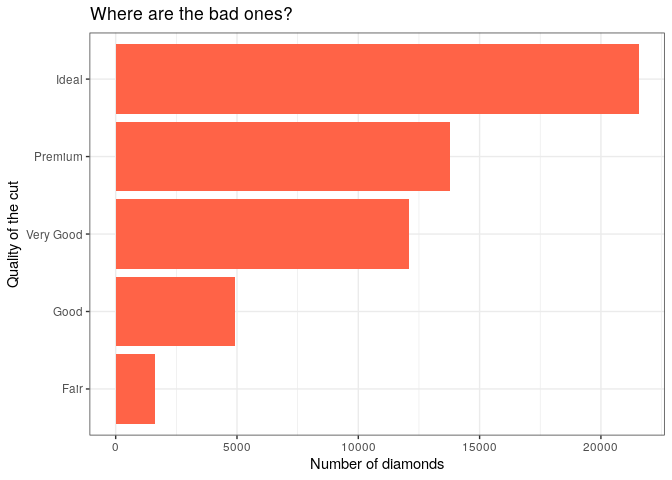 Where are the bad ones?
Quality of the cut
Ideal
Premium
Very Good
Good
Fair
0 5000 10000 15000 20000
Number of diamonds